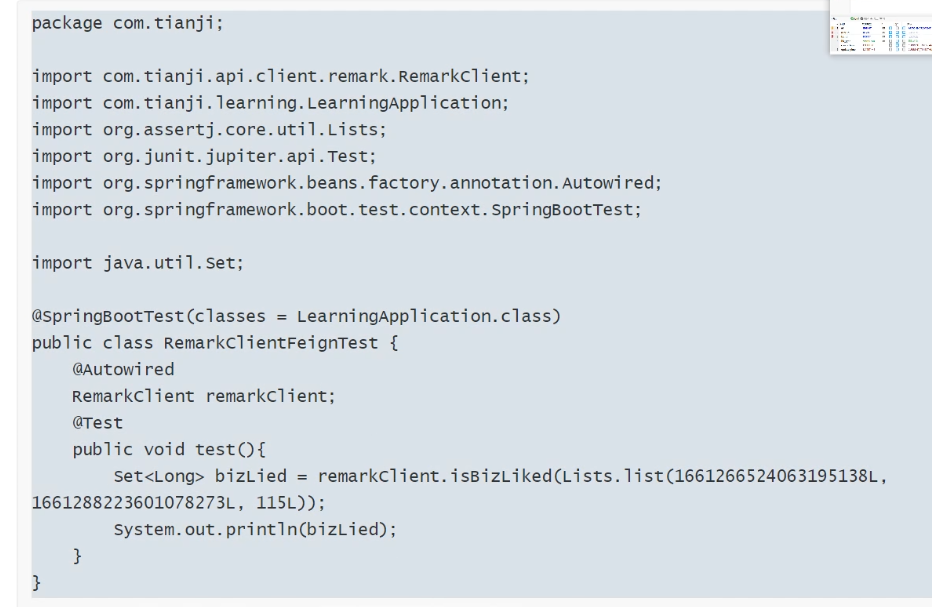 package com.tianji;
import com.tianji.api.client.remark.RemarkClient;
import com.tianji.learning.LearningApplication;
import org.assertj.core.util.Lists;
import org.junit.jupiter.api.Test;
import org.springframework.beans.factory.annotation.Autowired;
import org.springframework.boot.test.context.SpringBootTest;
import java.util.Set;
@SpringBootTest(classes = LearningApplication.class)
public class RemarkClientFeignTest {
    @Autowired
    RemarkClient remarkClient;
    @Test
    public void test(){
        Set<Long> bizLied = remarkClient.isBizLiked(Lists.list(1661266524063195138L,
1661288223601078273L, 115L));
        System.out.println(bizLied);
    }
}